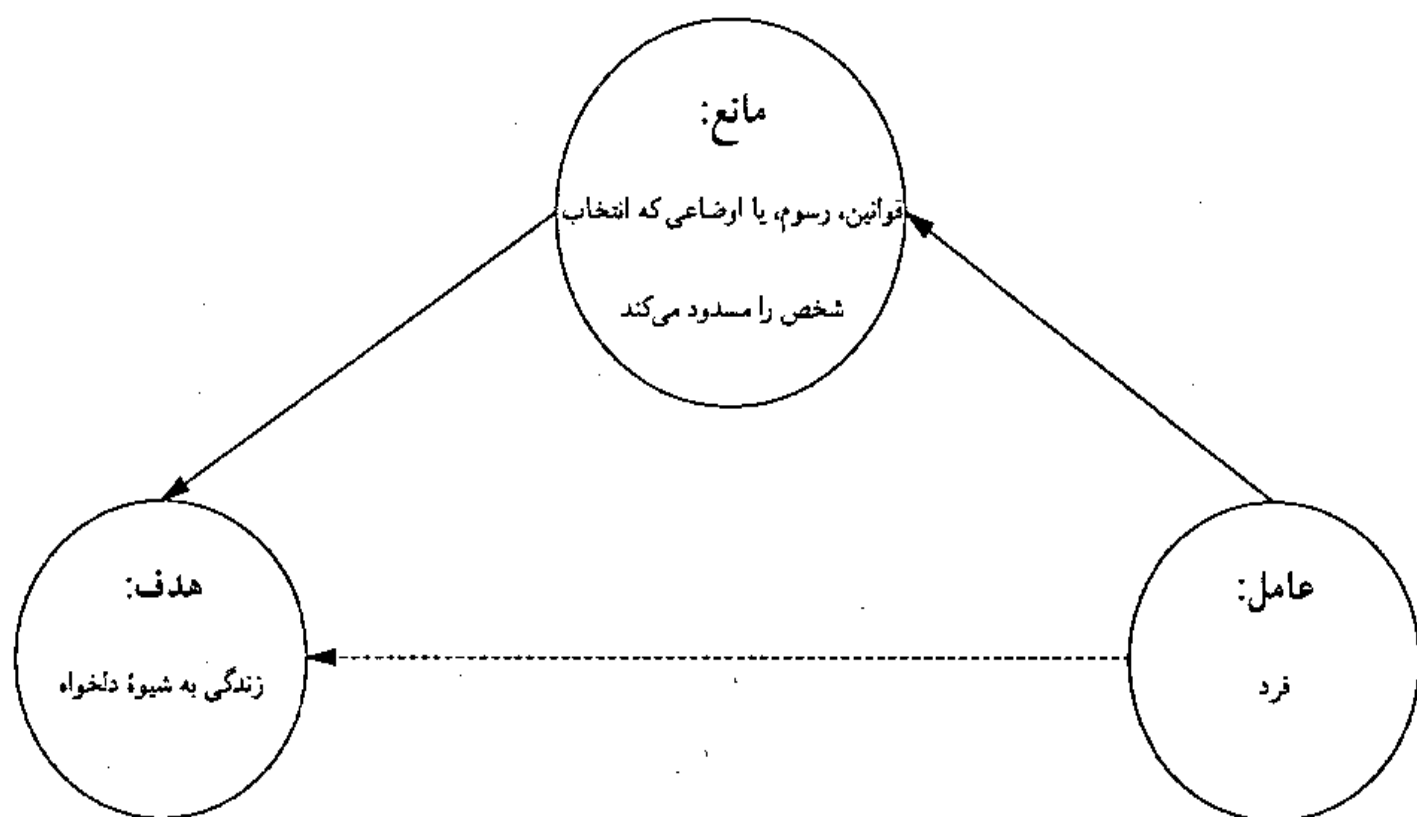 مانع:
قوانین، رسوم، یا اوضاعی که انتخاب
شخص را مسدود می‌کند
عامل:
فرد
هدف:
زندگی به شیوهٔ دلخواه